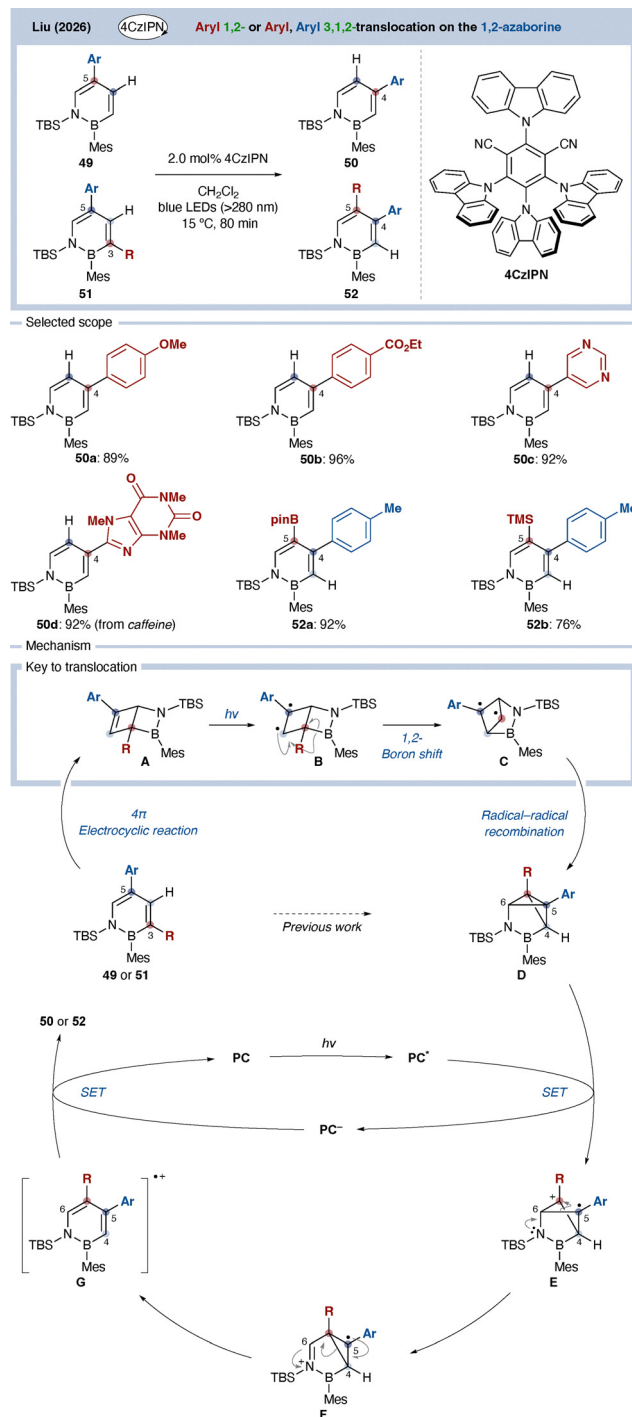 Liu (2026) 4CzIPN Aryl 1,2- or Aryl, Aryl 3,1,2-translocation on the 1,2-azaborine
Ar
5
H
N
B
TBS
Mes
49
2.0 mol% 4CzIPN
CH2Cl2
blue LEDs (>280 nm)
15 ºC, 80 min
H
Ar
4
N
B
TBS
Mes
50
Ar
5
H
3
R
N
B
TBS
Mes
51
R
5
Ar
4
H
N
B
TBS
Mes
52
N
NC
CN
N
N
N
4CzIPN
Selected scope
H
OMe
4
TBS
N
B
Mes
50a: 89%
H
CO2Et
4
TBS
N
B
Mes
50b: 96%
H
N
N
4
TBS
N
B
Mes
50c: 92%
O
NMe
MeN
O
NMe
N
H
4
TBS
N
B
Mes
50d: 92% (from caffeine)
pinB
Me
5
4
TBS
N
B
H
Mes
52a: 92%
TMS
Me
5
4
TBS
N
B
H
Mes
52b: 76%
Mechanism
Key to translocation
Ar
N
TBS
B
R
Mes
A
hν
Ar
N
TBS
B
R
Mes
B
1,2-
Boron shift
Ar
N
TBS
B
Mes
C
4π
Electrocyclic reaction
Radical–radical
recombination
Ar
5
H
3
R
N
B
TBS
Mes
49 or 51
Previous work
R
6
Ar
5
4
H
N
B
TBS
Mes
D
50 or 52
PC
hν
PC*
SET
SET
PC–
R
6
Ar
5
4
N
B
TBS
Mes
•+
G
R
+
6
Ar
5
4
H
N
B
TBS
Mes
E
R
6
Ar
5
4
H
+
N
B
TBS
Mes
F